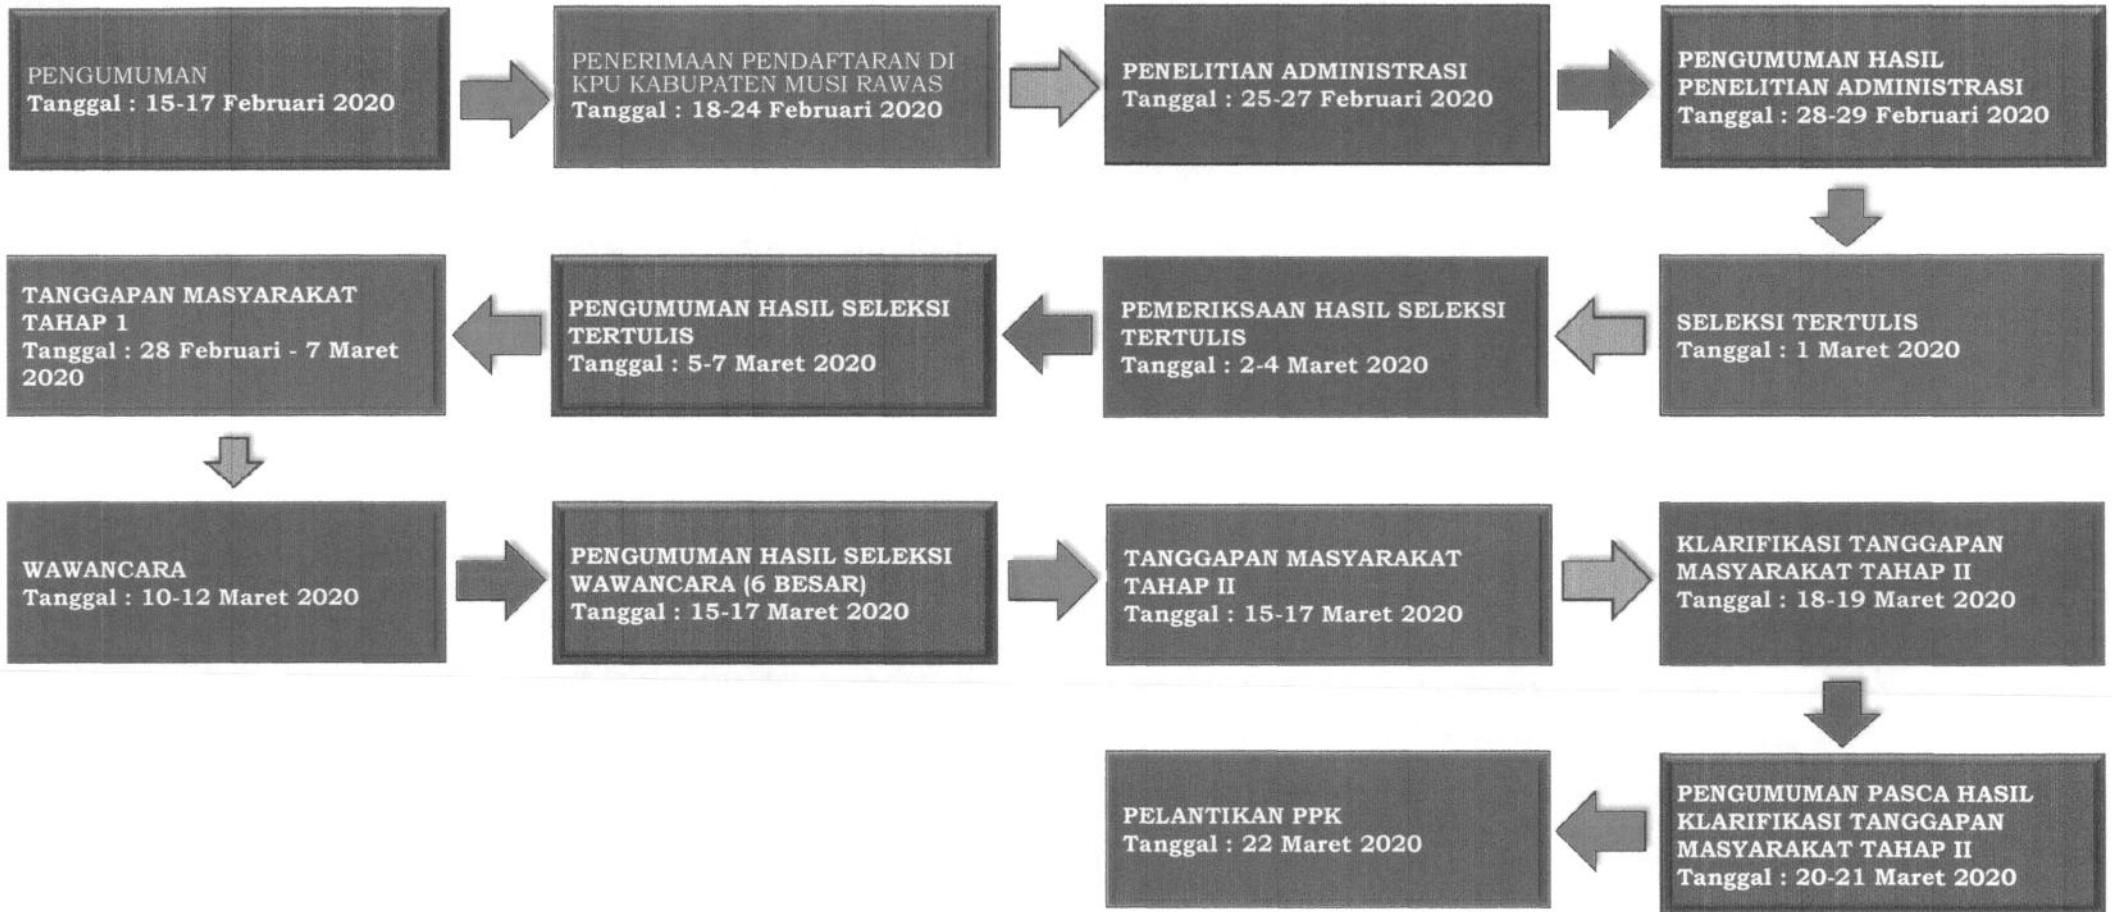 PENGUMUMAN
Tanggal : 15-17 Februari 2020
PENERIMAAN PENDAFTARAN DI
KPU KABUPATEN MUSI RAWAS
Tanggal : 18-24 Februari 2020
PENELITIAN ADMINISTRASI
Tanggal : 25-27 Februari 2020
PENGUMUMAN HASIL
PENELITIAN ADMINISTRASI
Tanggal : 28-29 Februari 2020
SELEKSI TERTULIS
Tanggal : 1 Maret 2020
PEMERIKSAAN HASIL SELEKSI
TERTULIS
Tanggal : 2-4 Maret 2020
PENGUMUMAN HASIL SELEKSI
TERTULIS
Tanggal : 5-7 Maret 2020
TANGGAPAN MASYARAKAT
TAHAP 1
Tanggal : 28 Februari - 7 Maret
2020
WAWANCARA
Tanggal : 10-12 Maret 2020
PENGUMUMAN HASIL SELEKSI
WAWANCARA (6 BESAR)
Tanggal : 15-17 Maret 2020
TANGGAPAN MASYARAKAT
TAHAP II
Tanggal : 15-17 Maret 2020
KLARIFIKASI TANGGAPAN
MASYARAKAT TAHAP II
Tanggal : 18-19 Maret 2020
PENGUMUMAN PASCA HASIL
KLARIFIKASI TANGGAPAN
MASYARAKAT TAHAP II
Tanggal : 20-21 Maret 2020
PELANTIKAN PPK
Tanggal : 22 Maret 2020